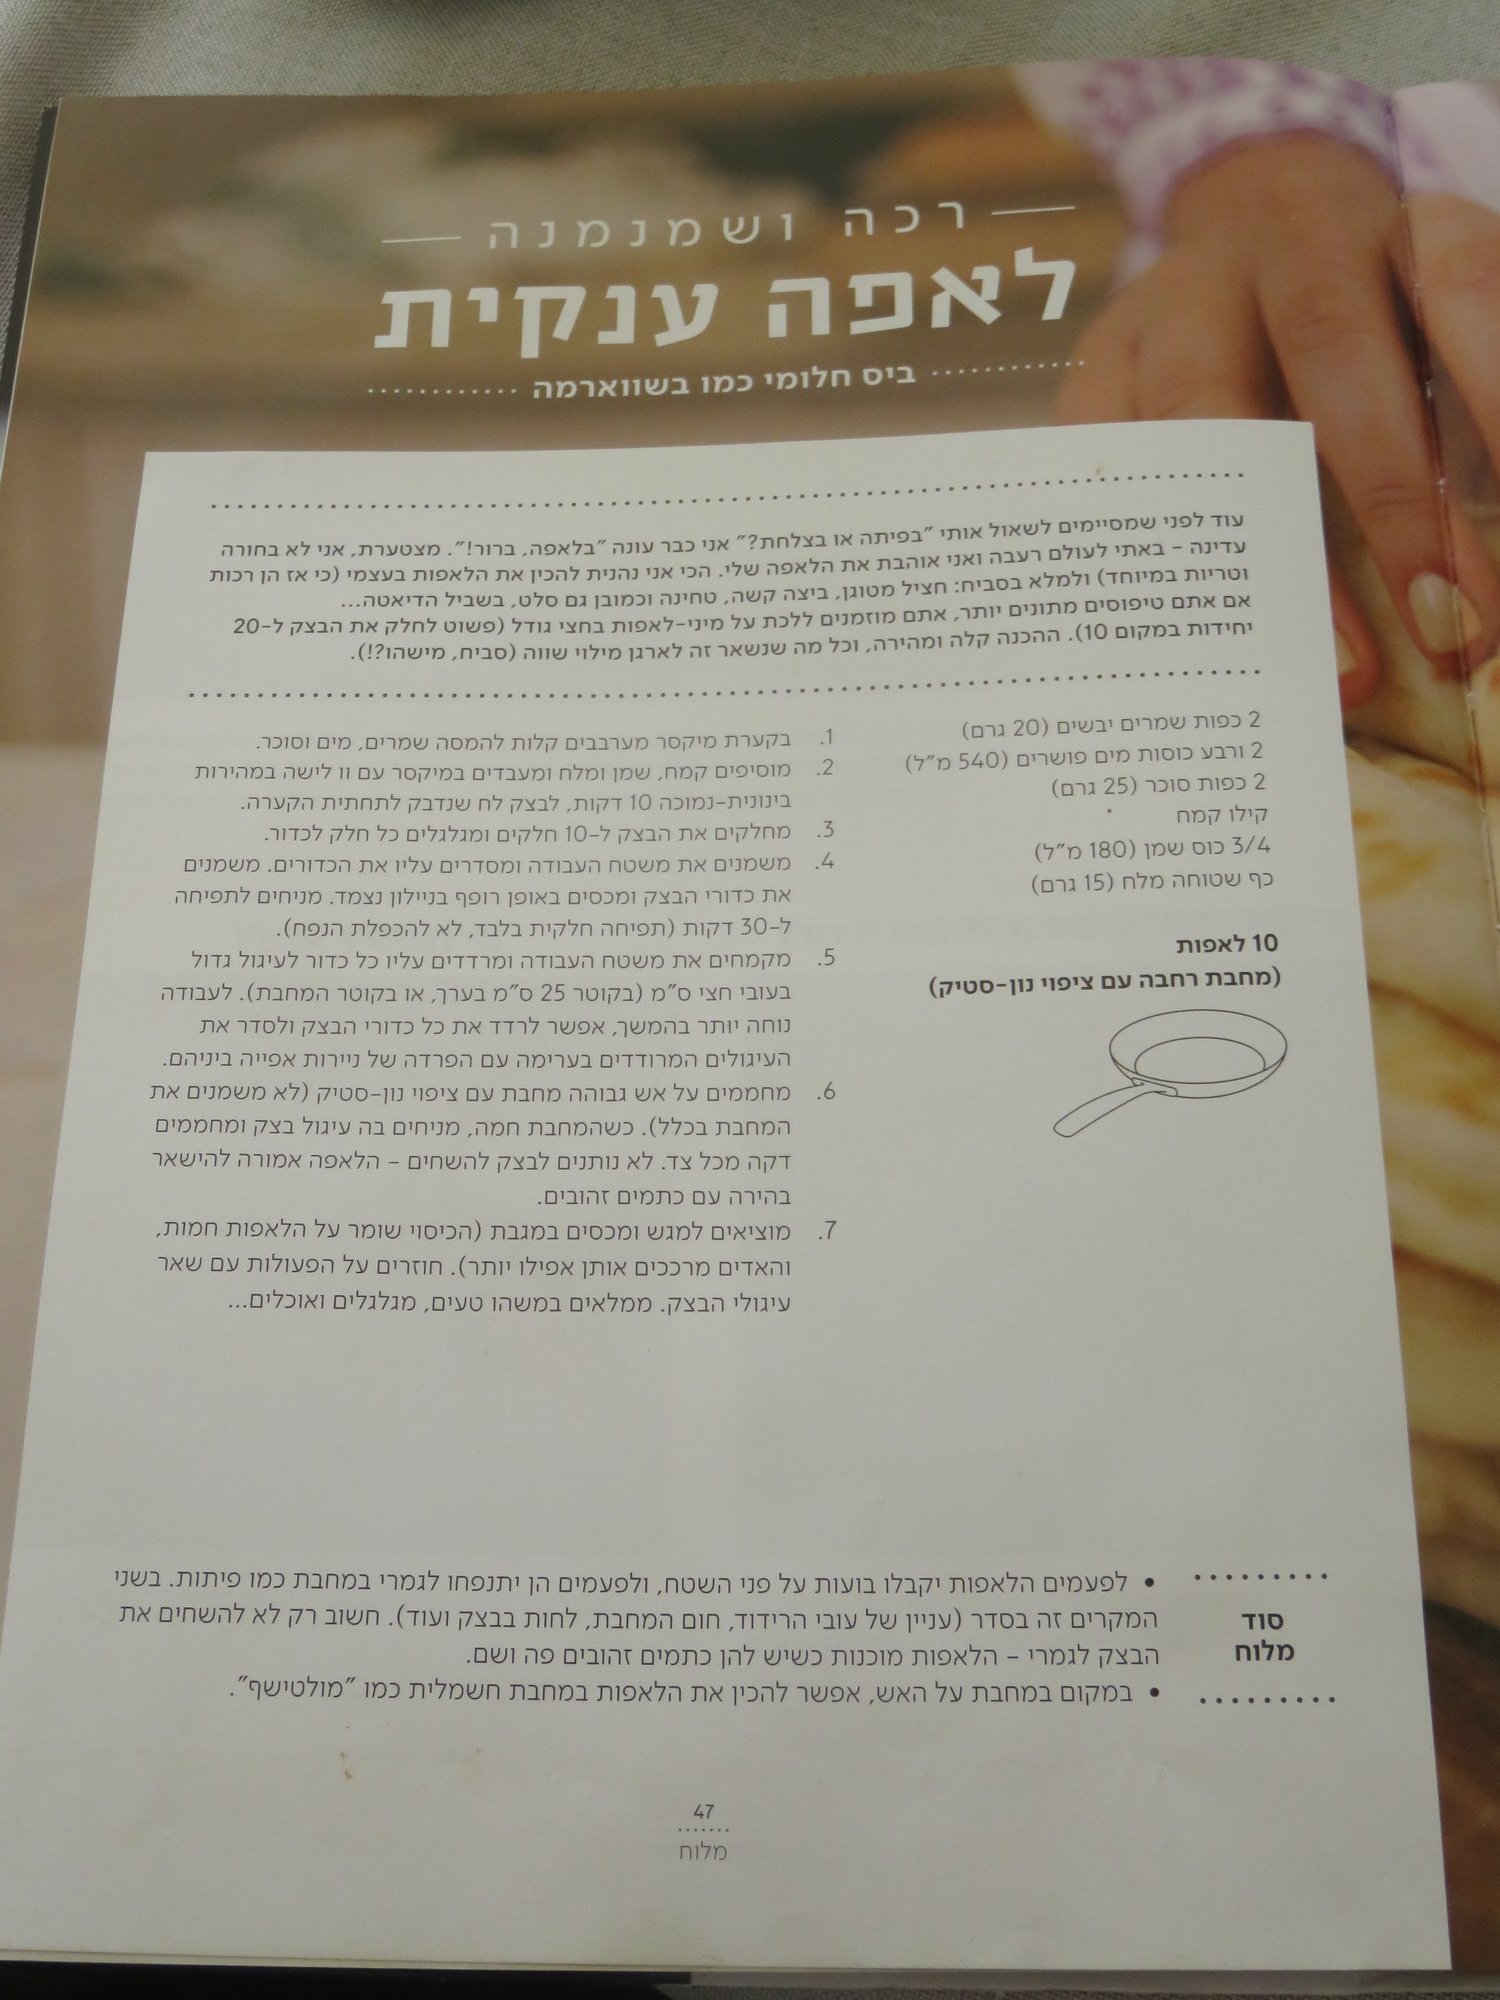 רכה ושמנמנה
לאפה ענקית
ביס חלומי כמו בשווארמה
עוד לפני שמסיימים לשאול אותי "בפיתה או בצלחת?" אני כבר עונה "בלאפה, ברור!". מצטערת, אני לא בחורה
עדינה – באתי לעולם רעבה ואני אוהבת את הלאפה שלי. הכי אני נהנית להכין את הלאפות בעצמי (כי אז הן רכות
וטריות במיוחד) ולמלא בסביח: חציל מטוגן, ביצה קשה, טחינה וכמובן גם סלט, בשביל הדיאטה...
אם אתם טיפוסים מתונים יותר, אתם מוזמנים ללכת על מיני-לאפות בחצי גודל (פשוט לחלק את הבצק ל-20
יחידות במקום 10). ההכנה קלה ומהירה, וכל מה שנשאר זה לארגן מילוי שווה (סביח, מישהו?!).
2 כפות שמרים יבשים (20 גרם)
2 ורבע כוסות מים פושרים (540 מ"ל)
2 כפות סוכר (25 גרם)
קילו קמח
3/4 כוס שמן (180 מ"ל)
כף שטוחה מלח (15 גרם)
10 לאפות
(מחבת רחבה עם ציפוי נון-סטיק)
1. בקערת מיקסר מערבבים קלות להמסה שמרים, מים וסוכר.
2. מוסיפים קמח, שמן ומלח ומעבדים במיקסר עם וו לישה במהירות
בינונית-נמוכה 10 דקות, לבצק לח שנדבק לתחתית הקערה.
3. מחלקים את הבצק ל-10 חלקים ומגלגלים כל חלק לכדור.
4. משמנים את משטח העבודה ומסדרים עליו את הכדורים. משמנים
את כדורי הבצק ומכסים באופן רופף בניילון נצמד. מניחים לתפיחה
ל-30 דקות (תפיחה חלקית בלבד, לא להכפלת הנפח).
5. מקמחים את משטח העבודה ומרדדים עליו כל כדור לעיגול גדול
בעובי חצי ס"מ (בקוטר 25 ס"מ בערך, או בקוטר המחבת). לעבודה
נוחה יותר בהמשך, אפשר לרדד את כל כדורי הבצק ולסדר את
העיגולים המרודדים בערימה עם הפרדה של ניירות אפייה ביניהם.
6. מחממים על אש גבוהה מחבת עם ציפוי נון-סטיק (לא משמנים את
המחבת בכלל). כשהמחבת חמה, מניחים בה עיגול בצק ומחממים
דקה מכל צד. לא נותנים לבצק להשחים – הלאפה אמורה להישאר
בהירה עם כתמים זהובים.
7. מוציאים למגש ומכסים במגבת (הכיסוי שומר על הלאפות חמות,
והאדים מרככים אותן אפילו יותר). חוזרים על הפעולות עם שאר
עיגולי הבצק. ממלאים במשהו טעים, מגלגלים ואוכלים...
סוד
מלוח
• לפעמים הלאפות יקבלו בועות על פני השטח, ולפעמים הן יתנפחו לגמרי במחבת כמו פיתות. בשני
המקרים זה בסדר (עניין של עובי הרידוד, חום המחבת, לחות בבצק ועוד). חשוב רק לא להשחים את
הבצק לגמרי – הלאפות מוכנות כשיש להן כתמים זהובים פה ושם.
• במקום במחבת על האש, אפשר להכין את הלאפות במחבת חשמלית כמו "מולטישף".
47
מלוח